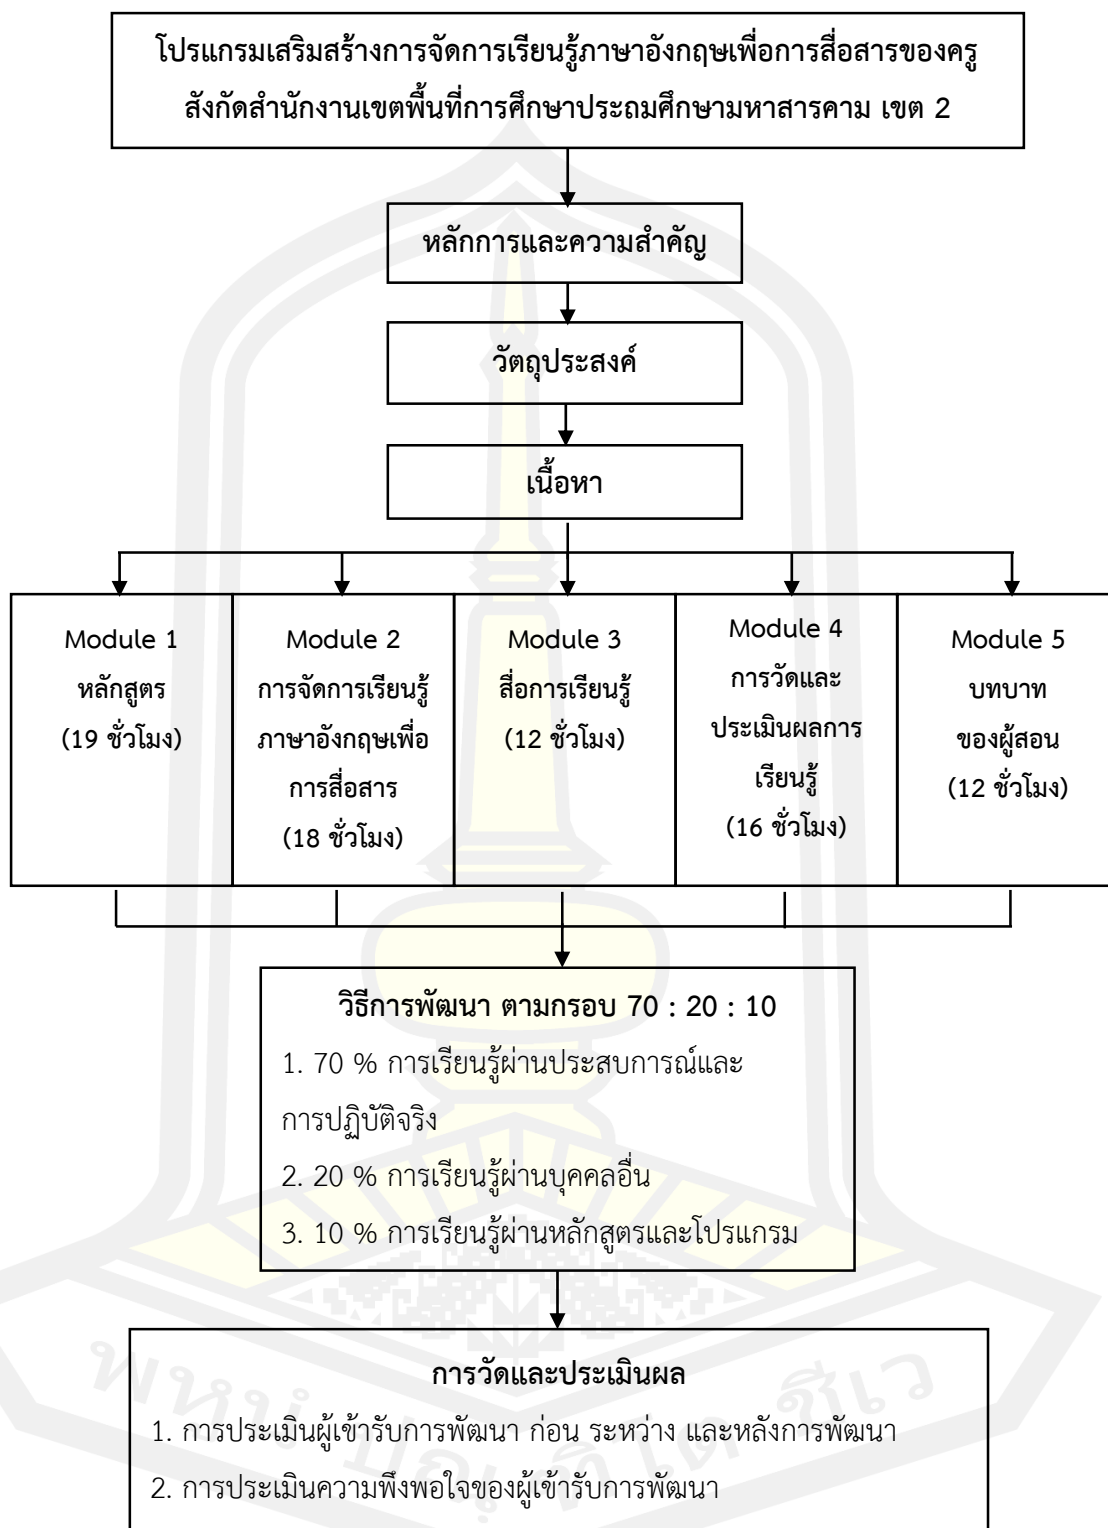 โปรแกรมเสริมสร้างการจัดการเรียนรู้ภาษาอังกฤษเพื่อการสื่อสารของครู
สังกัดสำนักงานเขตพื้นที่การศึกษาประถมศึกษามหาสารคาม เขต 2
หลักการและความสำคัญ
วัตถุประสงค์
เนื้อหา
Module 1
หลักสูตร
(19 ชั่วโมง)
Module 2
การจัดการเรียนรู้
ภาษาอังกฤษเพื่อ
การสื่อสาร
(18 ชั่วโมง)
Module 3
สื่อการเรียนรู้
(12 ชั่วโมง)
Module 4
การวัดและ
ประเมินผลการ
เรียนรู้
(16 ชั่วโมง)
Module 5
บทบาท
ของผู้สอน
(12 ชั่วโมง)
วิธีการพัฒนา ตามกรอบ 70 : 20 : 10
1. 70 % การเรียนรู้ผ่านประสบการณ์และ
การปฏิบัติจริง
2. 20 % การเรียนรู้ผ่านบุคคลอื่น
3. 10 % การเรียนรู้ผ่านหลักสูตรและโปรแกรม
การวัดและประเมินผล
1. การประเมินผู้เข้ารับการพัฒนา ก่อน ระหว่าง และหลังการพัฒนา
2. การประเมินความพึงพอใจของผู้เข้ารับการพัฒนา
พหูนํ ปณฺฑิโต ชีเว